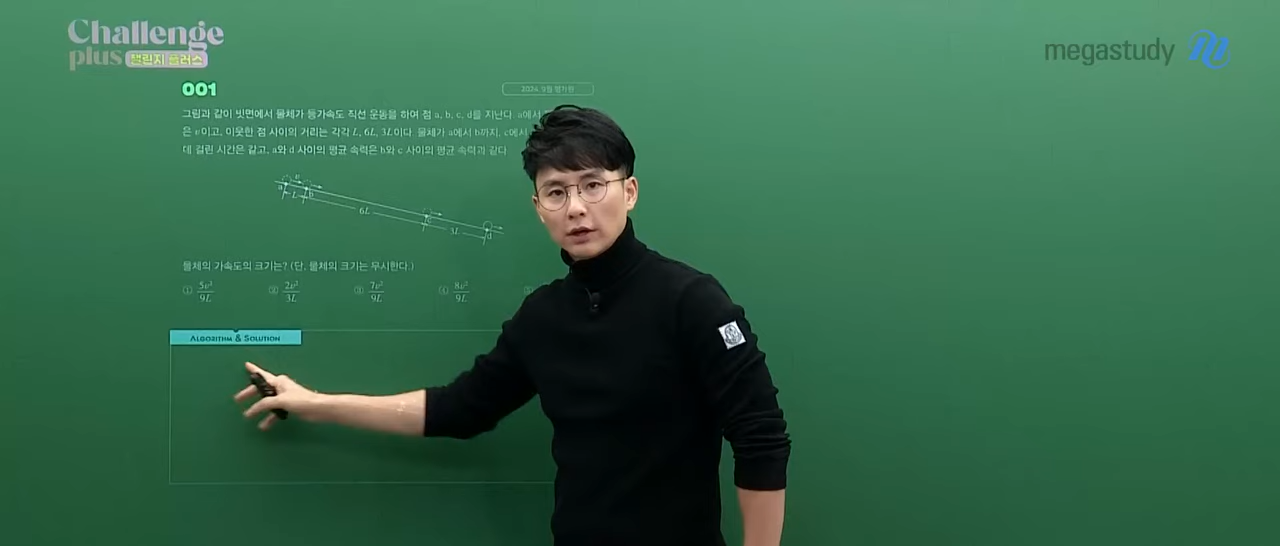 Challenge
plus 챌린지 플러스
megastudy
001
2024 9월 평가원
그림과 같이 빗면에서 물체가 등가속도 직선 운동을 하여 점 a, b, c, d를 지난다. a에서
은 v이고, 이웃한 점 사이의 거리는 각각 L, 6L, 3L이다. 물체가 a에서 b까지, c에서
데 걸린 시간은 같고, a와 d 사이의 평균 속력은 b와 c 사이의 평균 속력과 같다.
a v b
L
6L
c
3L d
물체의 가속도의 크기는? (단, 물체의 크기는 무시한다.)
① 5v²/9L ② 2v²/3L ③ 7v²/9L ④ 8v²/9L
ALGORITHM & SOLUTION